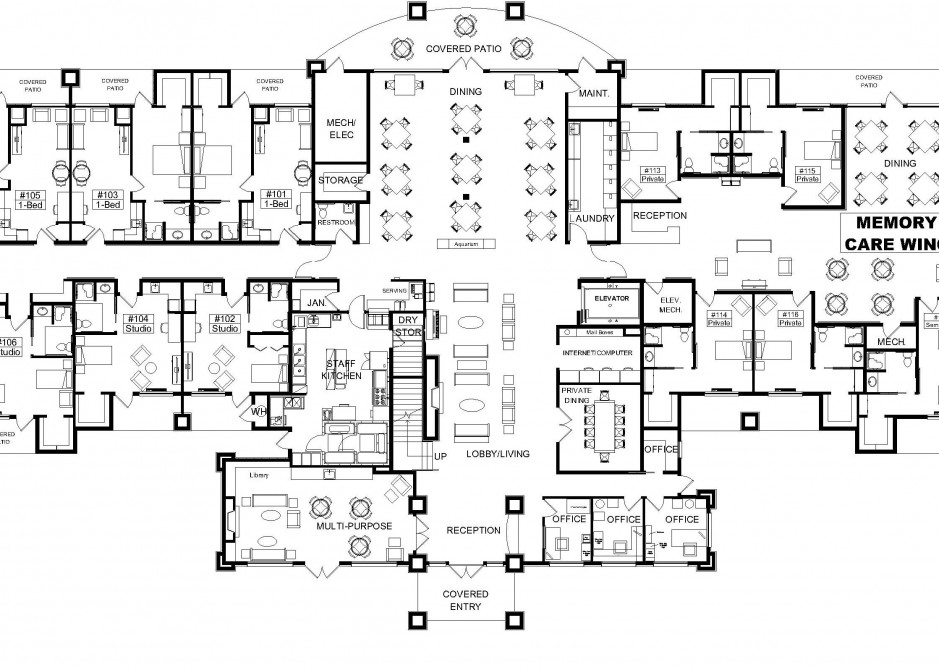 COVERED PATIO
COVERED
PATIO
COVERED
PATIO
COVERED
PATIO
COVERED
PATIO
DINING
MAINT.
MECH/
ELEC
#105
1-Bed
#103
1-Bed
#101
1-Bed
STORAGE
RESTROOM
#113
Private
#115
Private
DINING
LAUNDRY
RECEPTION
MEMORY
CARE WING
Aquarium
SERVING
JAN.
ELEVATOR
ELEV.
MECH.
#104
Studio
#102
Studio
#106
Studio
DRY
STOR
#114
Private
#116
Private
MECH.
Mail Boxes
INTERNET/COMPUTER
STAFF
KITCHEN
PRIVATE
DINING
WH
COVERED
PATIO
UP
LOBBY/LIVING
OFFICE
Library
MULTI-PURPOSE
RECEPTION
OFFICE
OFFICE
OFFICE
COVERED
ENTRY